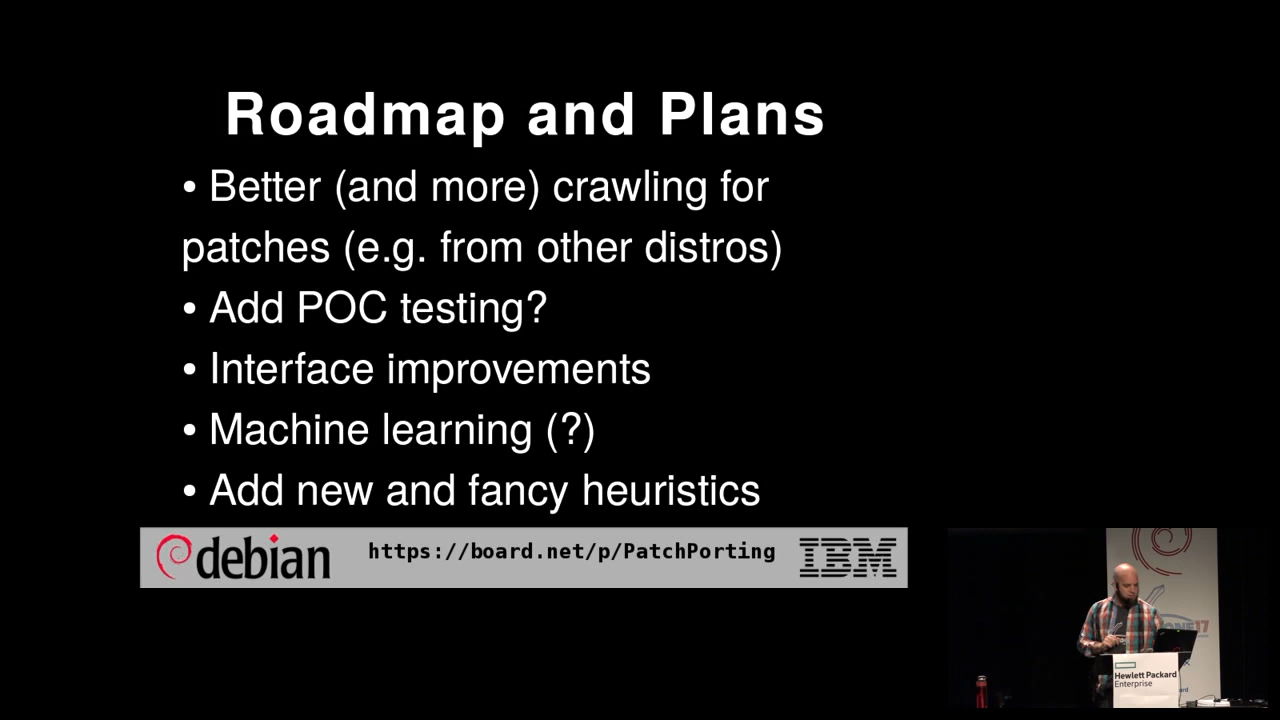 Roadmap and Plans
• Better (and more) crawling for
patches (e.g. from other distros)
• Add POC testing?
• Interface improvements
• Machine learning (?)
• Add new and fancy heuristics
debian
https://board.net/p/PatchPorting
IBM
Hewlett Packard
Enterprise